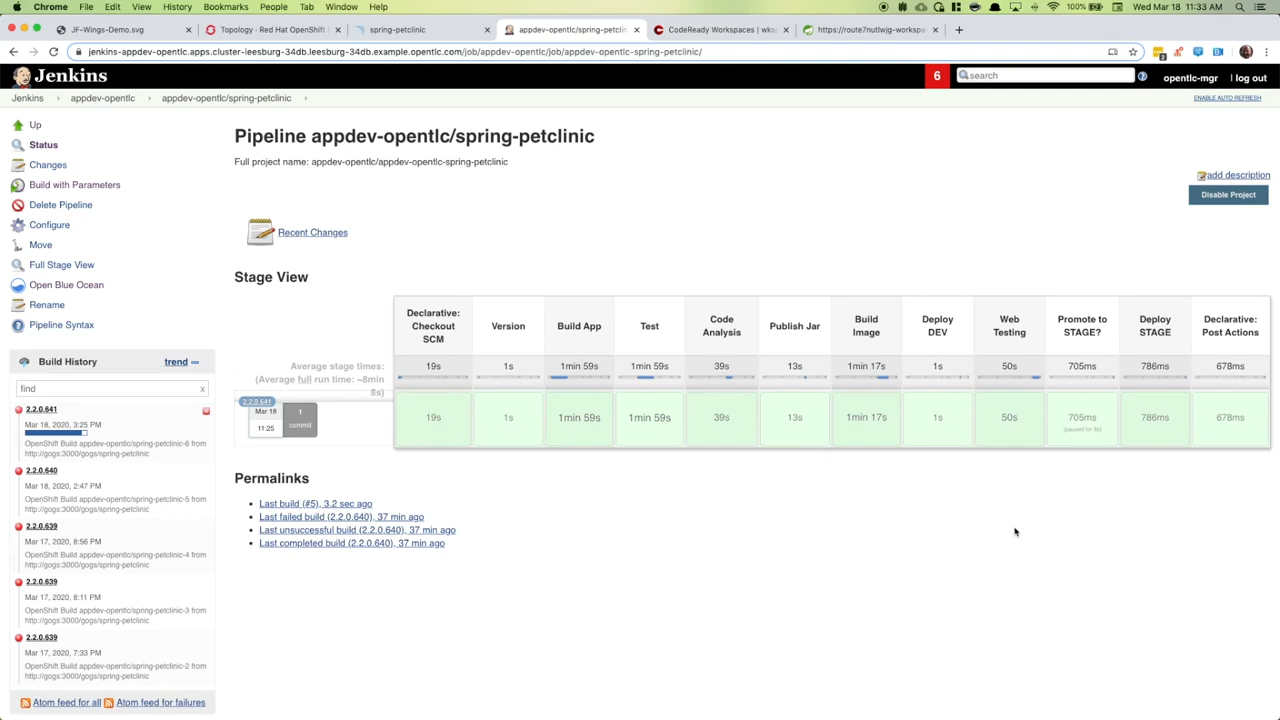 Chrome File Edit View History Bookmarks People Tab Window Help
100% Wed Mar 18 11:33 AM
JF-Wings-Demo.svg
Topology - Red Hat OpenShift
spring-petclinic
appdev-opentlc/spring-petclin
CodeReady Workspaces | wks
https://route7nutlwjg-workspa
jenkins-appdev-opentlc.apps.cluster-leesburg-34db.leesburg-34db.example.opentlc.com/job/appdev-opentlc/job/appdev-opentlc-spring-petclinic/
Jenkins
6
search
opentlc-mgr
log out
Jenkins
appdev-opentlc
appdev-opentlc/spring-petclinic
ENABLE AUTO REFRESH
Up
Status
Changes
Build with Parameters
Delete Pipeline
Configure
Move
Full Stage View
Open Blue Ocean
Rename
Pipeline Syntax
Build History
trend
find
x
2.2.0.641
Mar 18, 2020, 3:25 PM
OpenShift Build appdev-opentlc/spring-petclinic-6 from
http://gogs:3000/gogs/spring-petclinic
2.2.0.640
Mar 18, 2020, 2:47 PM
OpenShift Build appdev-opentlc/spring-petclinic-5 from
http://gogs:3000/gogs/spring-petclinic
2.2.0.639
Mar 17, 2020, 8:56 PM
OpenShift Build appdev-opentlc/spring-petclinic-4 from
http://gogs:3000/gogs/spring-petclinic
2.2.0.639
Mar 17, 2020, 8:11 PM
OpenShift Build appdev-opentlc/spring-petclinic-3 from
http://gogs:3000/gogs/spring-petclinic
2.2.0.639
Mar 17, 2020, 7:33 PM
OpenShift Build appdev-opentlc/spring-petclinic-2 from
http://gogs:3000/gogs/spring-petclinic
Atom feed for all
Atom feed for failures
Pipeline appdev-opentlc/spring-petclinic
Full project name: appdev-opentlc/appdev-opentlc-spring-petclinic
add description
Disable Project
Recent Changes
Stage View
Declarative:
Checkout
SCM
Version
Build App
Test
Code
Analysis
Publish Jar
Build
Image
Deploy
DEV
Web
Testing
Promote to
STAGE?
Deploy
STAGE
Declarative:
Post Actions
Average stage times:
(Average full run time: ~8min
8s)
19s 1s 1min 59s 1min 59s 39s 13s 1min 17s 1s 50s 705ms 786ms 678ms
2.2.0.641
Mar 18
11:25
1
commit
19s 1s 1min 59s 1min 59s 39s 13s 1min 17s 1s 50s 705ms 786ms 678ms
(paused for 9s)
Permalinks
Last build (#5), 3.2 sec ago
Last failed build (2.2.0.640), 37 min ago
Last unsuccessful build (2.2.0.640), 37 min ago
Last completed build (2.2.0.640), 37 min ago